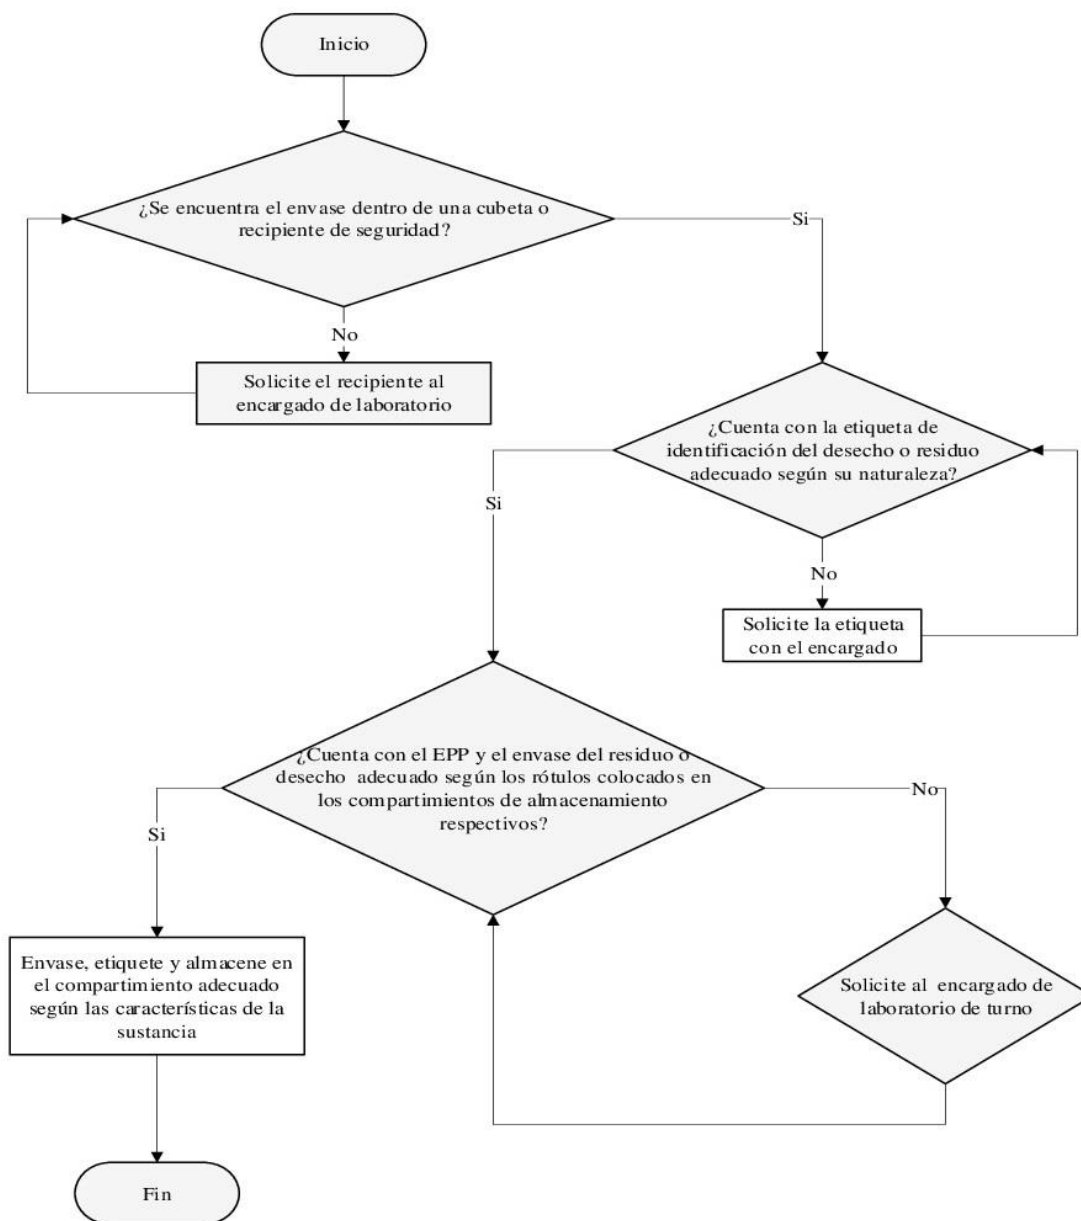 Inicio
¿Se encuentra el envase dentro de una cubeta o
recipiente de seguridad?
Si
No
Solicite el recipiente al
encargado de laboratorio
¿Cuenta con la etiqueta de
identificación del desecho o residuo
adecuado según su naturaleza?
Si
No
Solicite la etiqueta
con el encargado
¿Cuenta con el EPP y el envase del residuo o
desecho adecuado según los rótulos colocados en
los compartimientos de almacenamiento
respectivos?
No
Si
Envase, etiquete y almacene en
el compartimiento adecuado
según las características de la
sustancia
Solicite al encargado de
laboratorio de turno
Fin